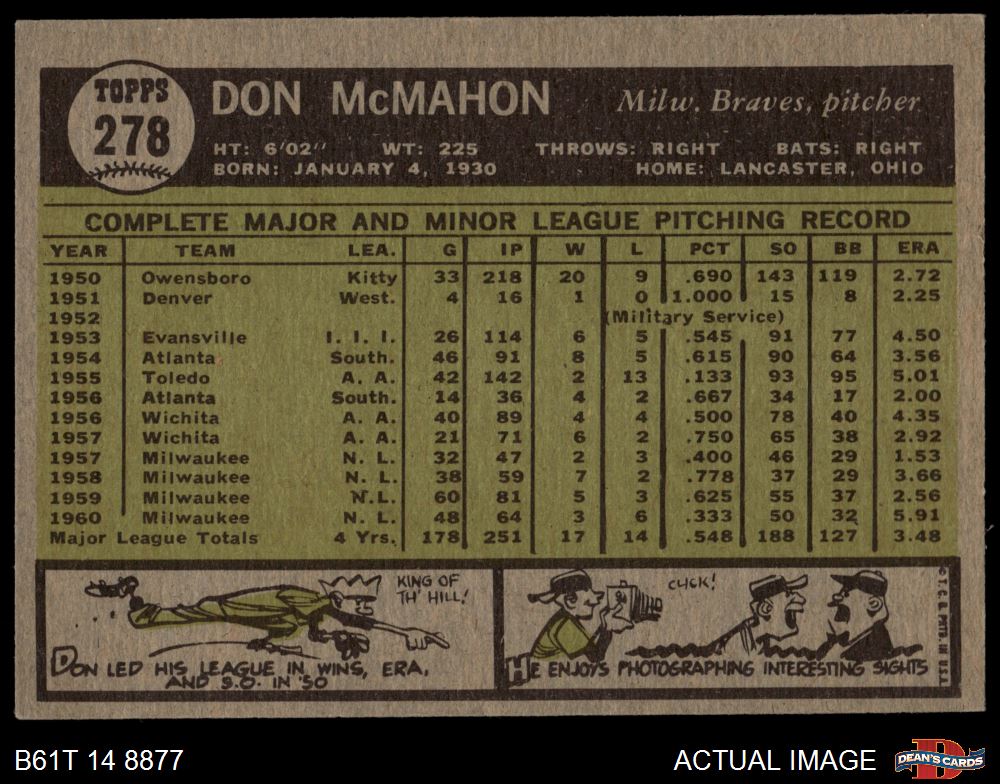 TOPPS
278
DON McMAHON Milw. Braves, pitcher
HT: 6'02" WT: 225 THROWS: RIGHT BATS: RIGHT
BORN: JANUARY 4, 1930 HOME: LANCASTER, OHIO
COMPLETE MAJOR AND MINOR LEAGUE PITCHING RECORD
YEAR TEAM LEA. G IP W L PCT SO BB ERA
1950 Owensboro Kitty 33 218 20 9 .690 143 119 2.72
1951 Denver West. 4 16 1 0 1.000 15 8 2.25
1952 (Military Service)
1953 Evansville I. I. I. 26 114 6 5 .545 91 77 4.50
1954 Atlanta South. 46 91 8 5 .615 90 64 3.56
1955 Toledo A. A. 42 142 2 13 .133 93 95 5.01
1956 Atlanta South. 14 36 4 2 .667 34 17 2.00
1956 Wichita A. A. 40 89 4 4 .500 78 40 4.35
1957 Wichita A. A. 21 71 6 2 .750 65 38 2.92
1957 Milwaukee N. L. 32 47 2 3 .400 46 29 1.53
1958 Milwaukee N. L. 38 59 7 2 .778 37 29 3.66
1959 Milwaukee N.L. 60 81 5 3 .625 55 37 2.56
1960 Milwaukee N. L. 48 64 3 6 .333 50 32 5.91
Major League Totals 4 Yrs. 178 251 17 14 .548 188 127 3.48
KING OF
TH' HILL!
DON LED HIS LEAGUE IN WINS, ERA,
AND S.O. IN '50
CLICK!
HE ENJOYS PHOTOGRAPHING INTERESTING SIGHTS
© T. C. G. PRTD. IN U.S.A.
B61T 14 8877 ACTUAL IMAGE
DEAN'S CARDS